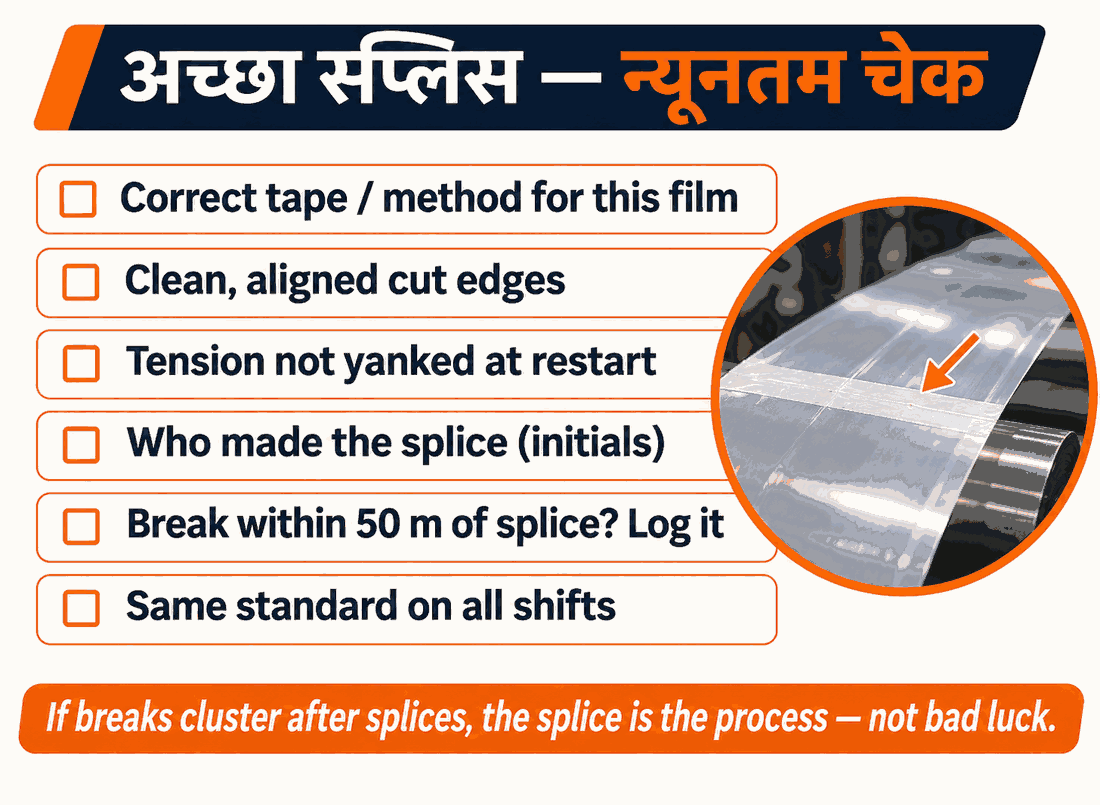 अच्छा सप्लिस — न्यूनतम चेक
Correct tape / method for this film
Clean, aligned cut edges
Tension not yanked at restart
Who made the splice (initials)
Break within 50 m of splice? Log it
Same standard on all shifts
If breaks cluster after splices, the splice is the process — not bad luck.